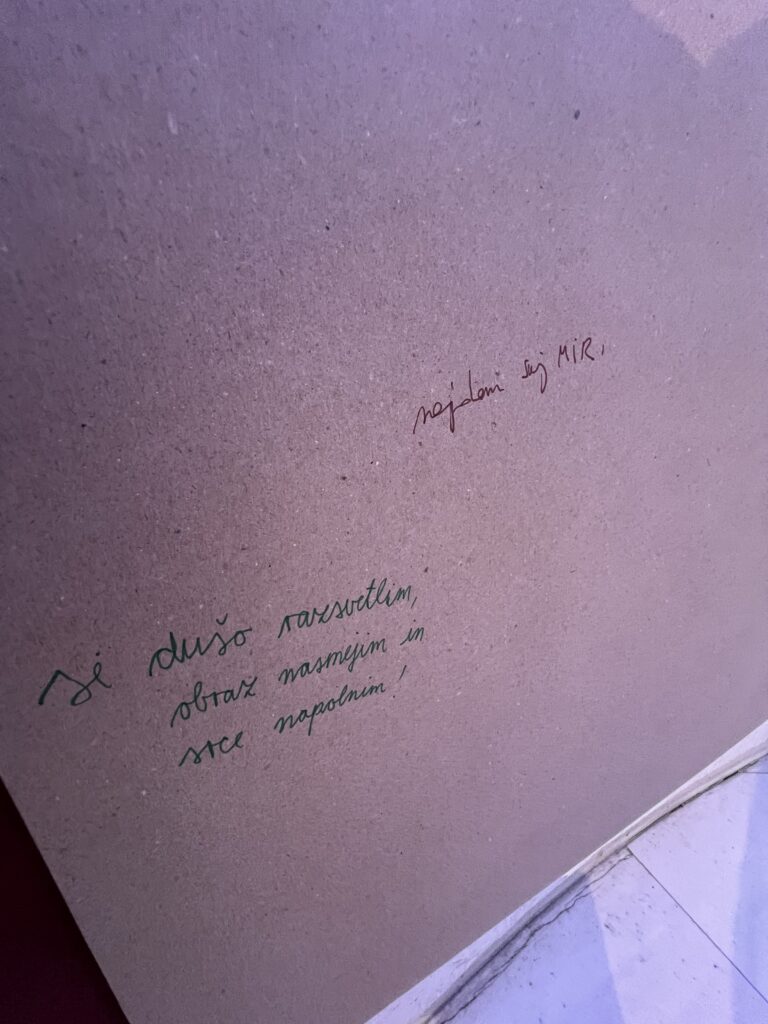 najdem svoj MIR.
si dušo razsvetlim,
obraz nasmejim in
srce napolnim!